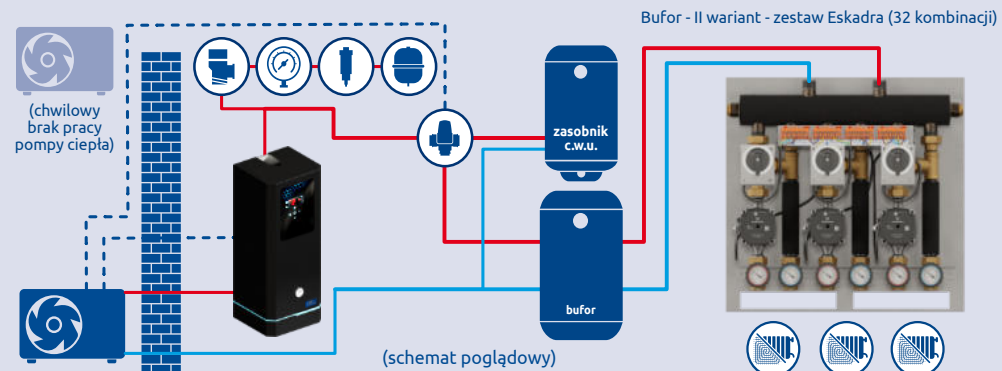 Bufor - II wariant - zestaw Eskadra (32 kombinacji)
(chwilowy
brak pracy
pompy ciepła)
zasobnik
c.w.u.
bufor
(schemat poglądowy)